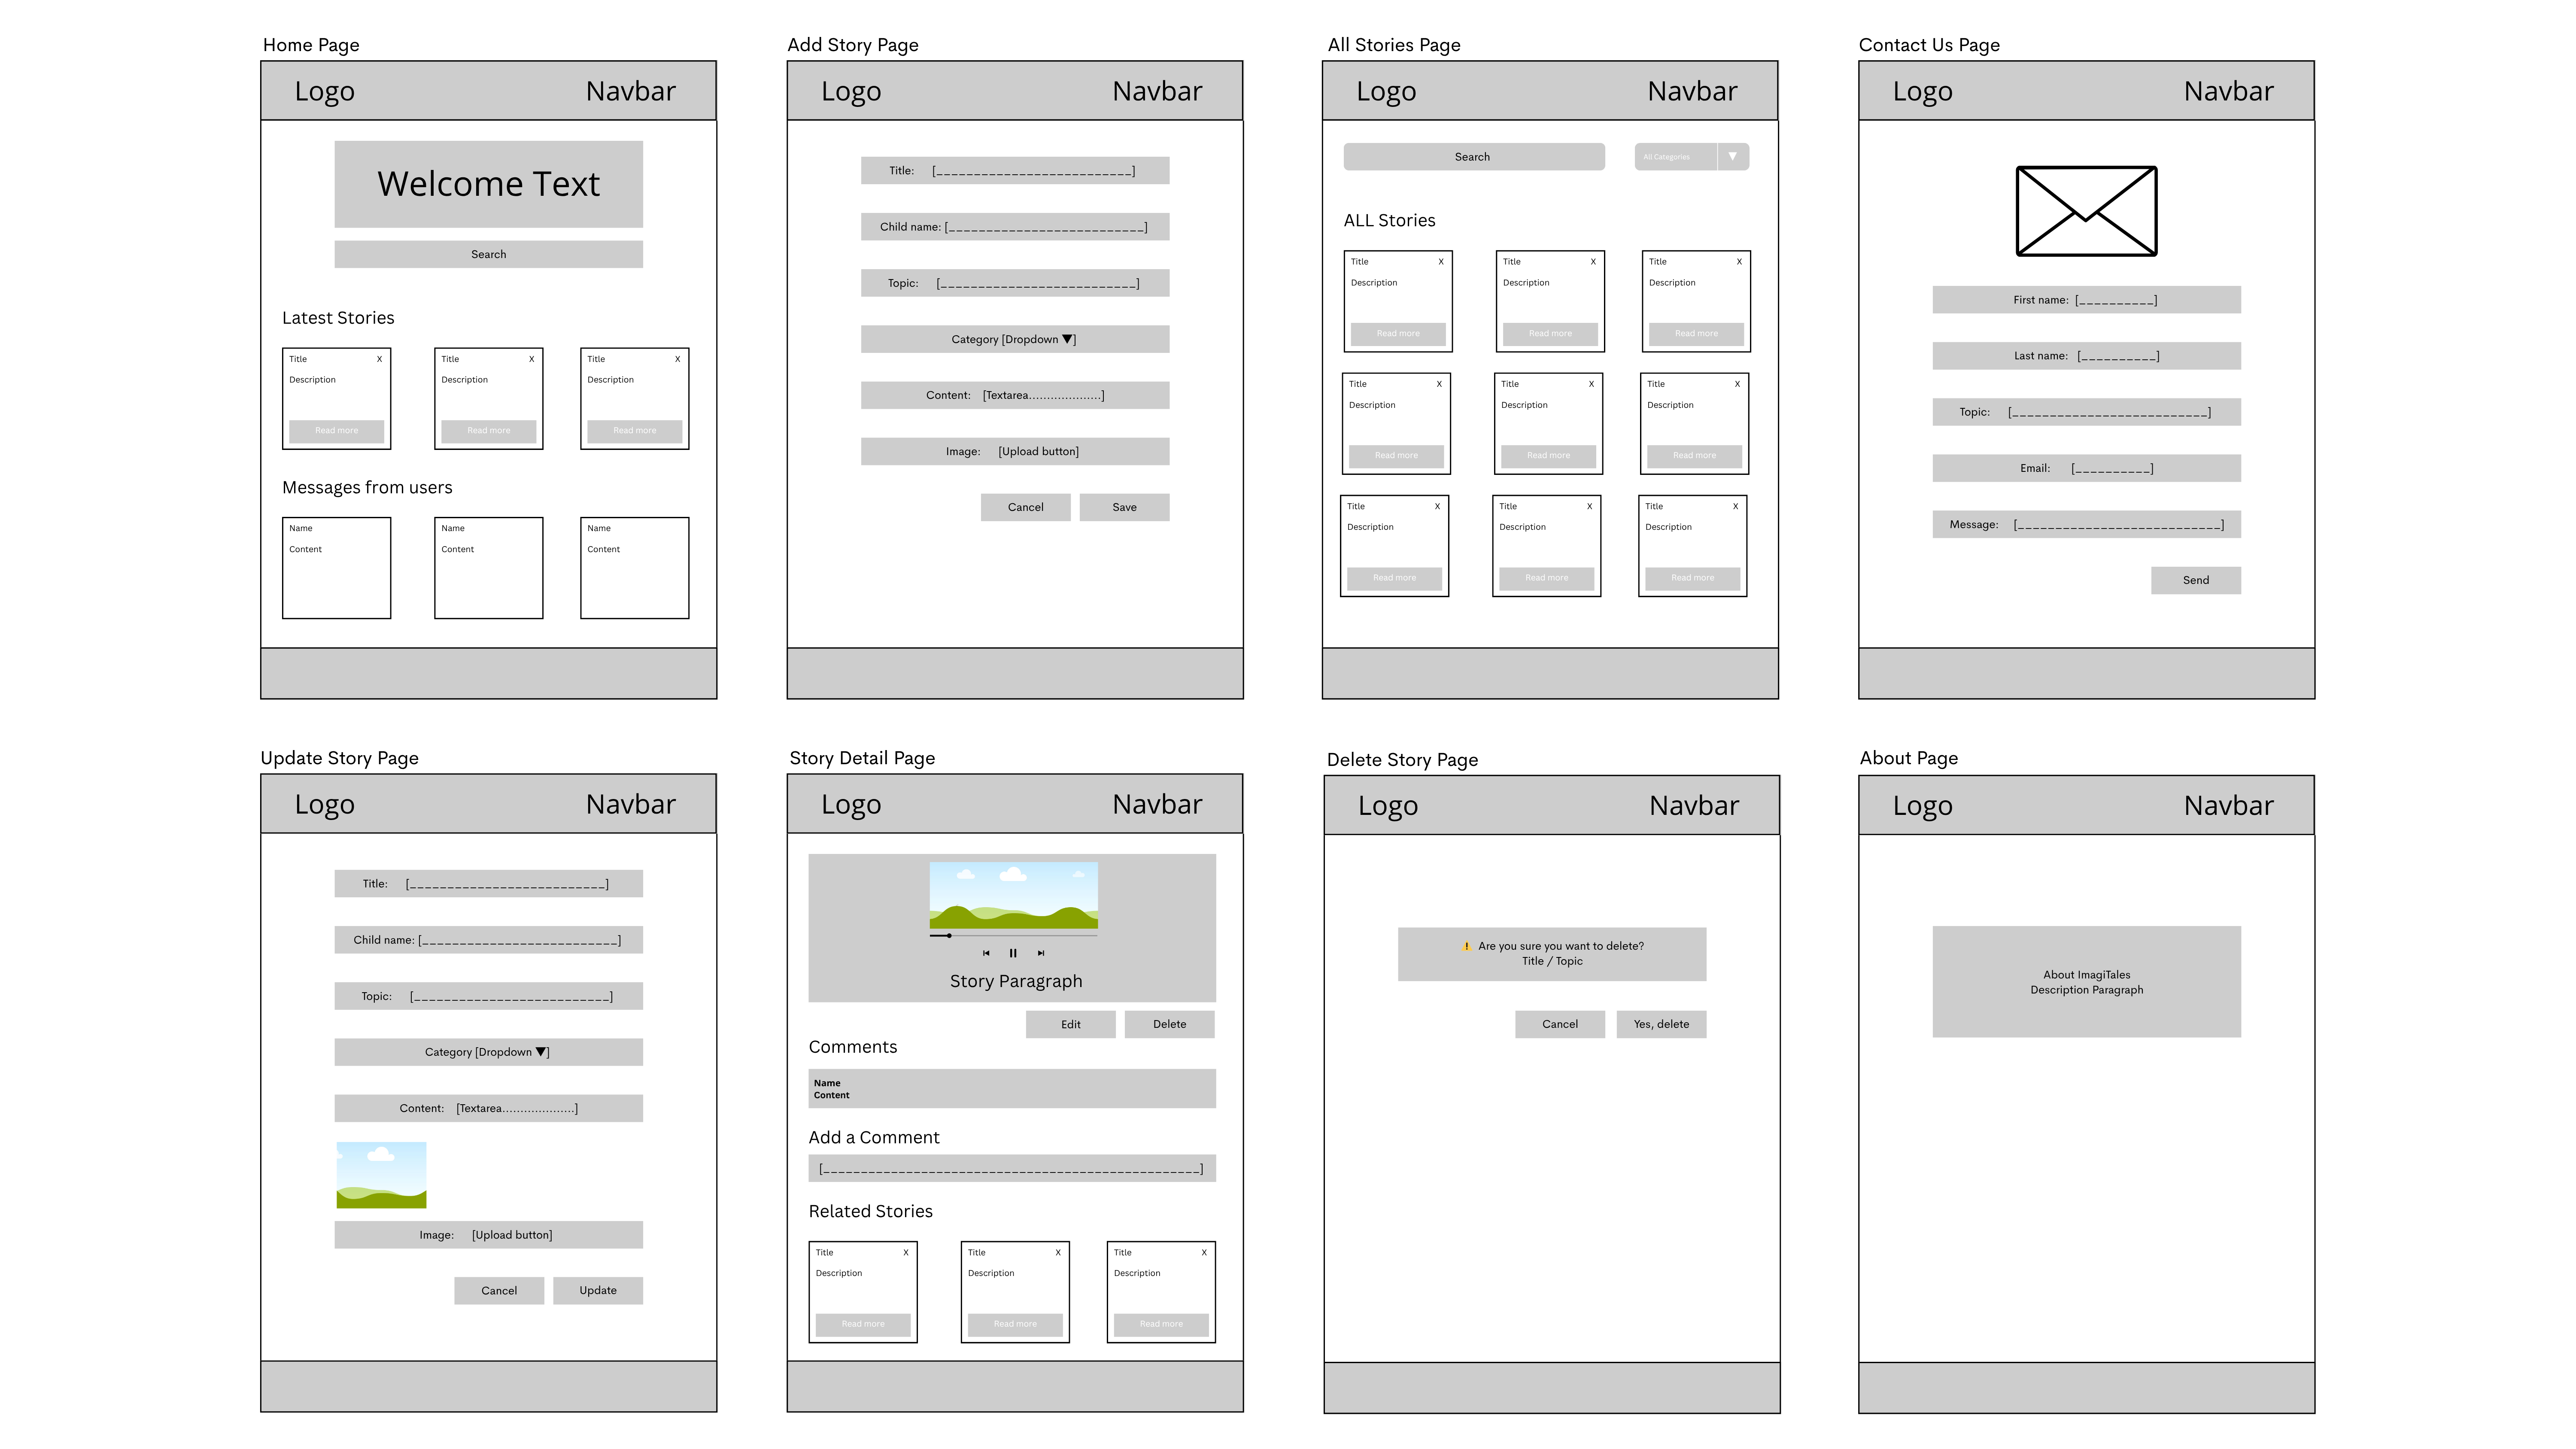 Home Page
Logo Navbar
Welcome Text
Search
Latest Stories
Title X Title X Title X
Description Description Description
Read more Read more Read more
Messages from users
Name Name Name
Content Content Content
Add Story Page
Logo Navbar
Title: [__________________________]
Child name: [__________________________]
Topic: [__________________________]
Category [Dropdown ▼]
Content: [Textarea....................]
Image: [Upload button]
Cancel Save
All Stories Page
Logo Navbar
Search All Categories ▼
ALL Stories
Title X Title X Title X
Description Description Description
Read more Read more Read more
Title X Title X Title X
Description Description Description
Read more Read more Read more
Title X Title X Title X
Description Description Description
Read more Read more Read more
Contact Us Page
Logo Navbar
First name: [__________]
Last name: [__________]
Topic: [__________________________]
Email: [__________]
Message: [___________________________]
Send
Update Story Page
Logo Navbar
Title: [__________________________]
Child name: [__________________________]
Topic: [__________________________]
Category [Dropdown ▼]
Content: [Textarea....................]
Image: [Upload button]
Cancel Update
Story Detail Page
Logo Navbar
Story Paragraph
Edit Delete
Comments
Name
Content
Add a Comment
[__________________________________________________]
Related Stories
Title X Title X Title X
Description Description Description
Read more Read more Read more
Delete Story Page
Logo Navbar
⚠️ Are you sure you want to delete?
Title / Topic
Cancel Yes, delete
About Page
Logo Navbar
About ImagiTales
Description Paragraph